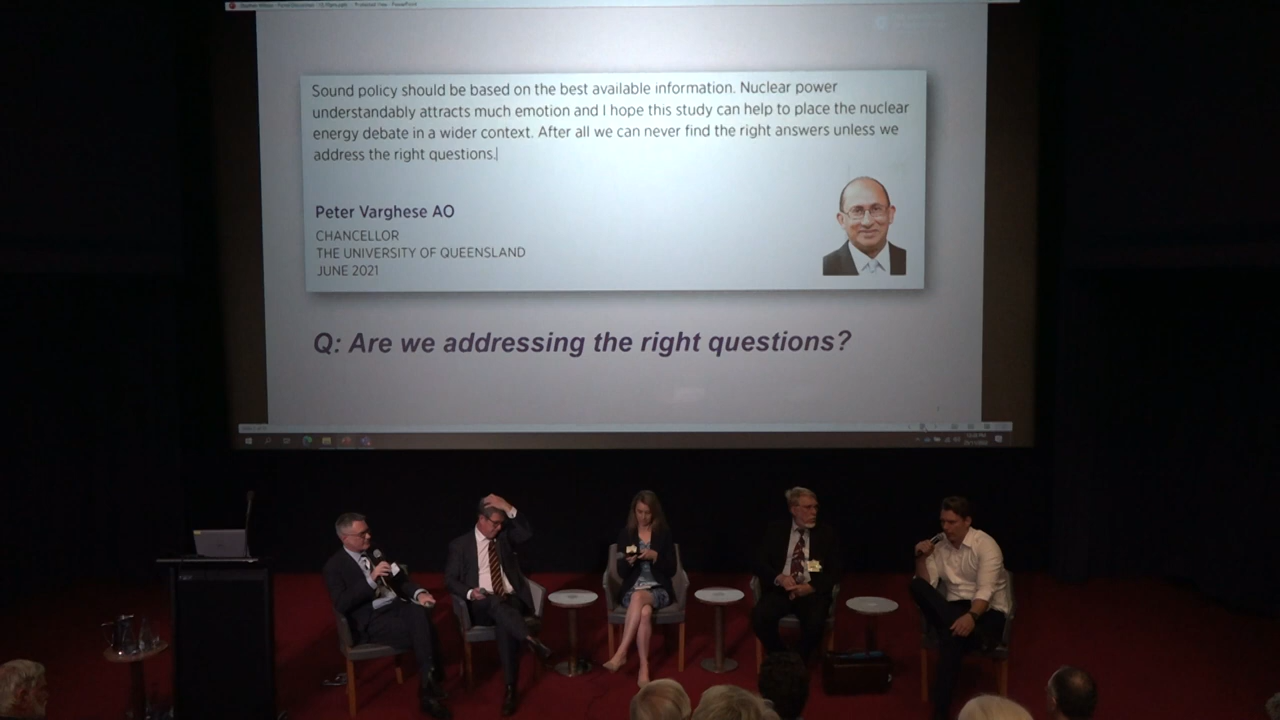 Sound policy should be based on the best available information. Nuclear power
understandably attracts much emotion and I hope this study can help to place the nuclear
energy debate in a wider context. After all we can never find the right answers unless we
address the right questions.
Peter Varghese AO
CHANCELLOR
THE UNIVERSITY OF QUEENSLAND
JUNE 2021
Q: Are we addressing the right questions?